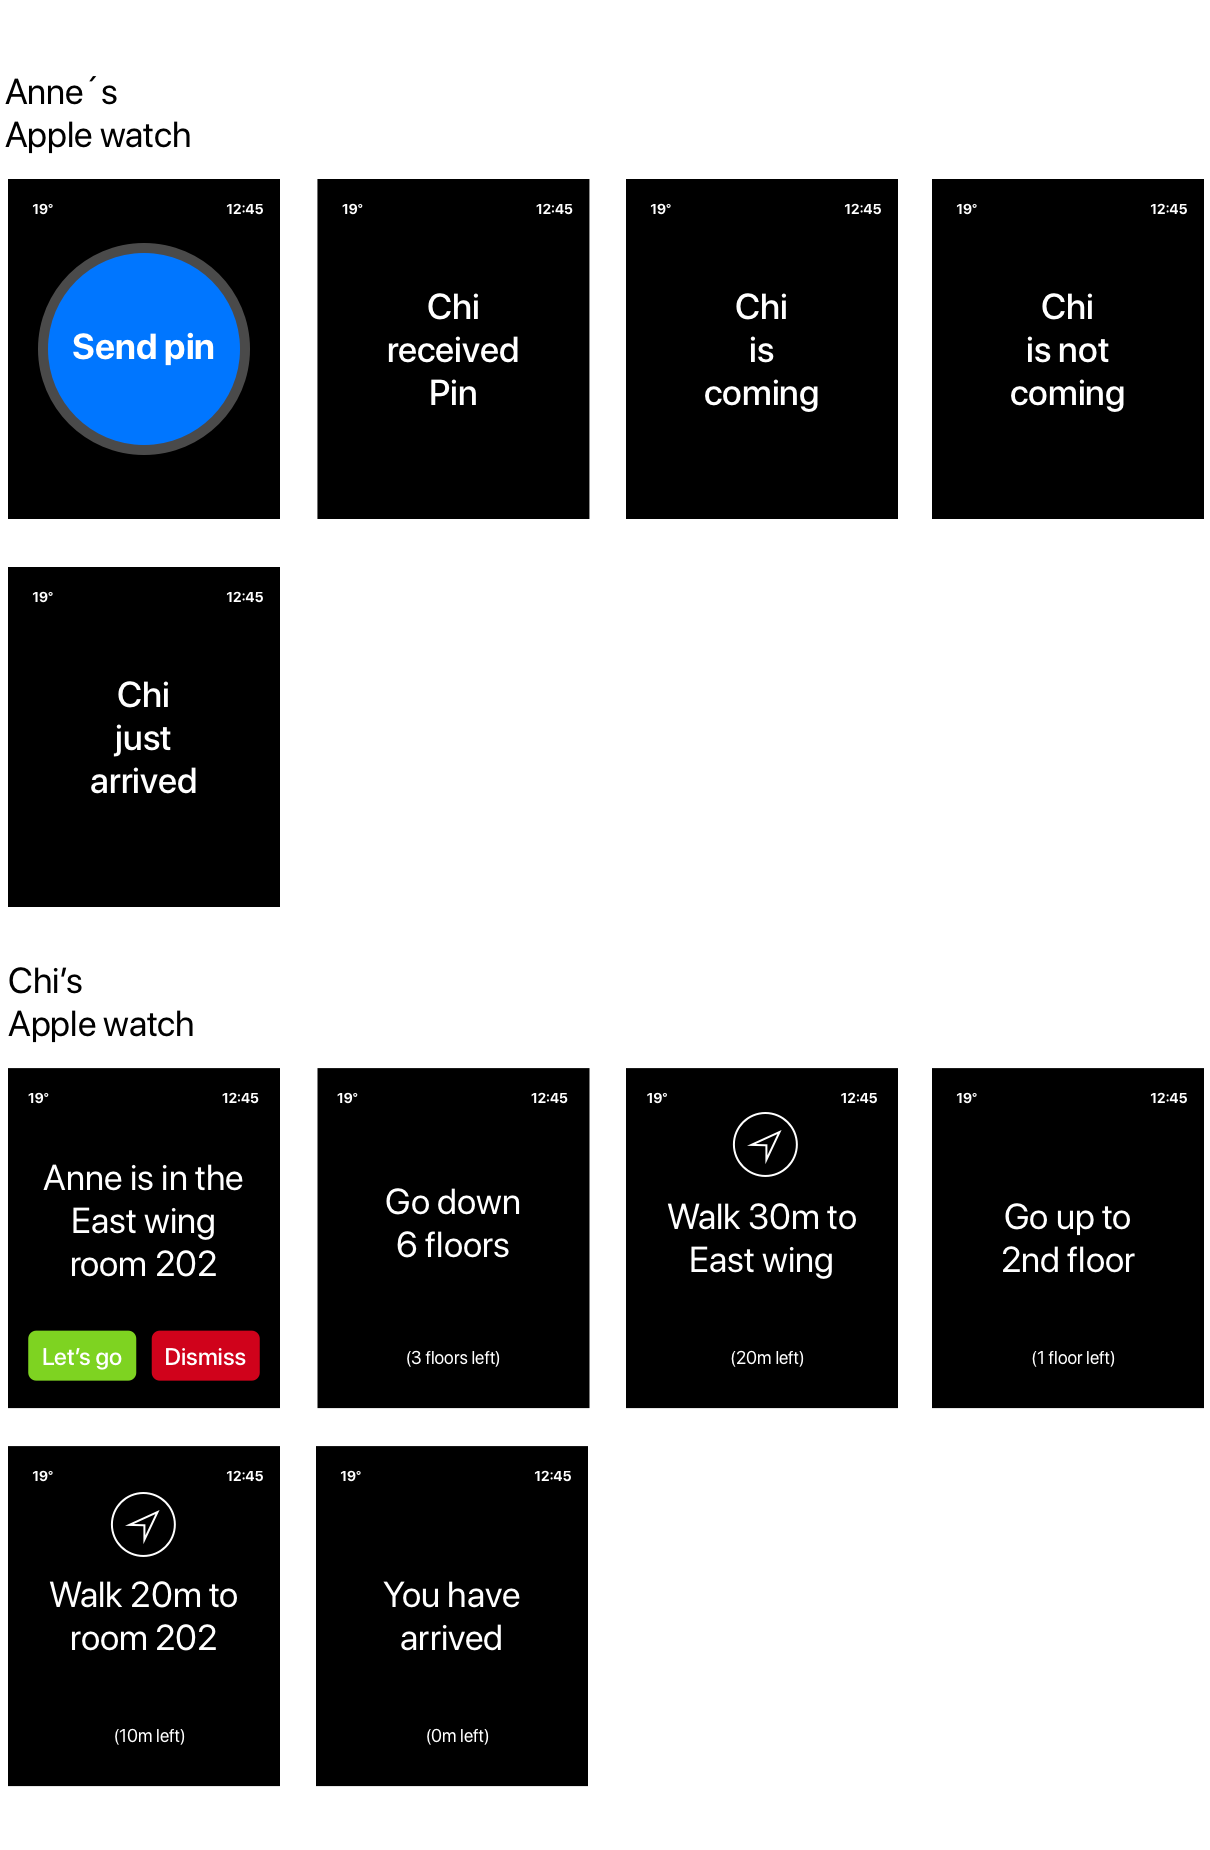 Anne´s
Apple watch
19° 12:45
Send pin
19° 12:45
Chi
received
Pin
19° 12:45
Chi
is
coming
19° 12:45
Chi
is not
coming
19° 12:45
Chi
just
arrived
Chi’s
Apple watch
19° 12:45
Anne is in the
East wing
room 202
Let’s go Dismiss
19° 12:45
Go down
6 floors
(3 floors left)
19° 12:45
Walk 30m to
East wing
(20m left)
19° 12:45
Go up to
2nd floor
(1 floor left)
19° 12:45
Walk 20m to
room 202
(10m left)
19° 12:45
You have
arrived
(0m left)